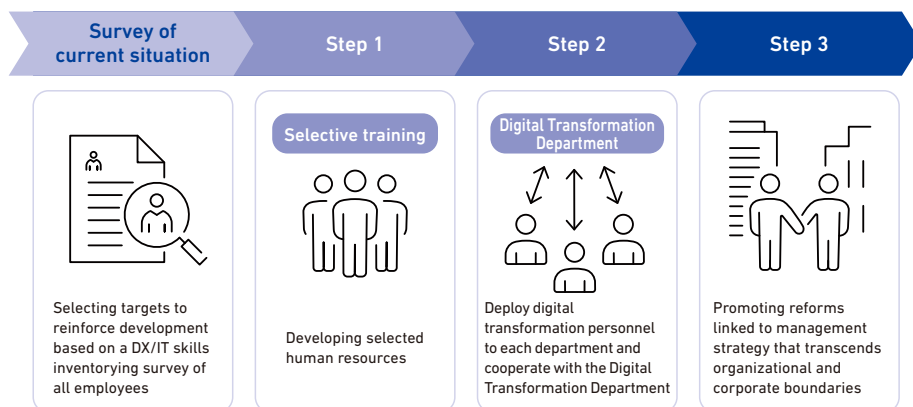 Survey of
current situation
Step 1
Step 2
Step 3
Selecting targets to
reinforce development
based on a DX/IT skills
inventorying survey of
all employees
Selective training
Developing selected
human resources
Digital Transformation
Department
Deploy digital
transformation personnel
to each department and
cooperate with the Digital
Transformation Department
Promoting reforms
linked to management
strategy that transcends
organizational and
corporate boundaries